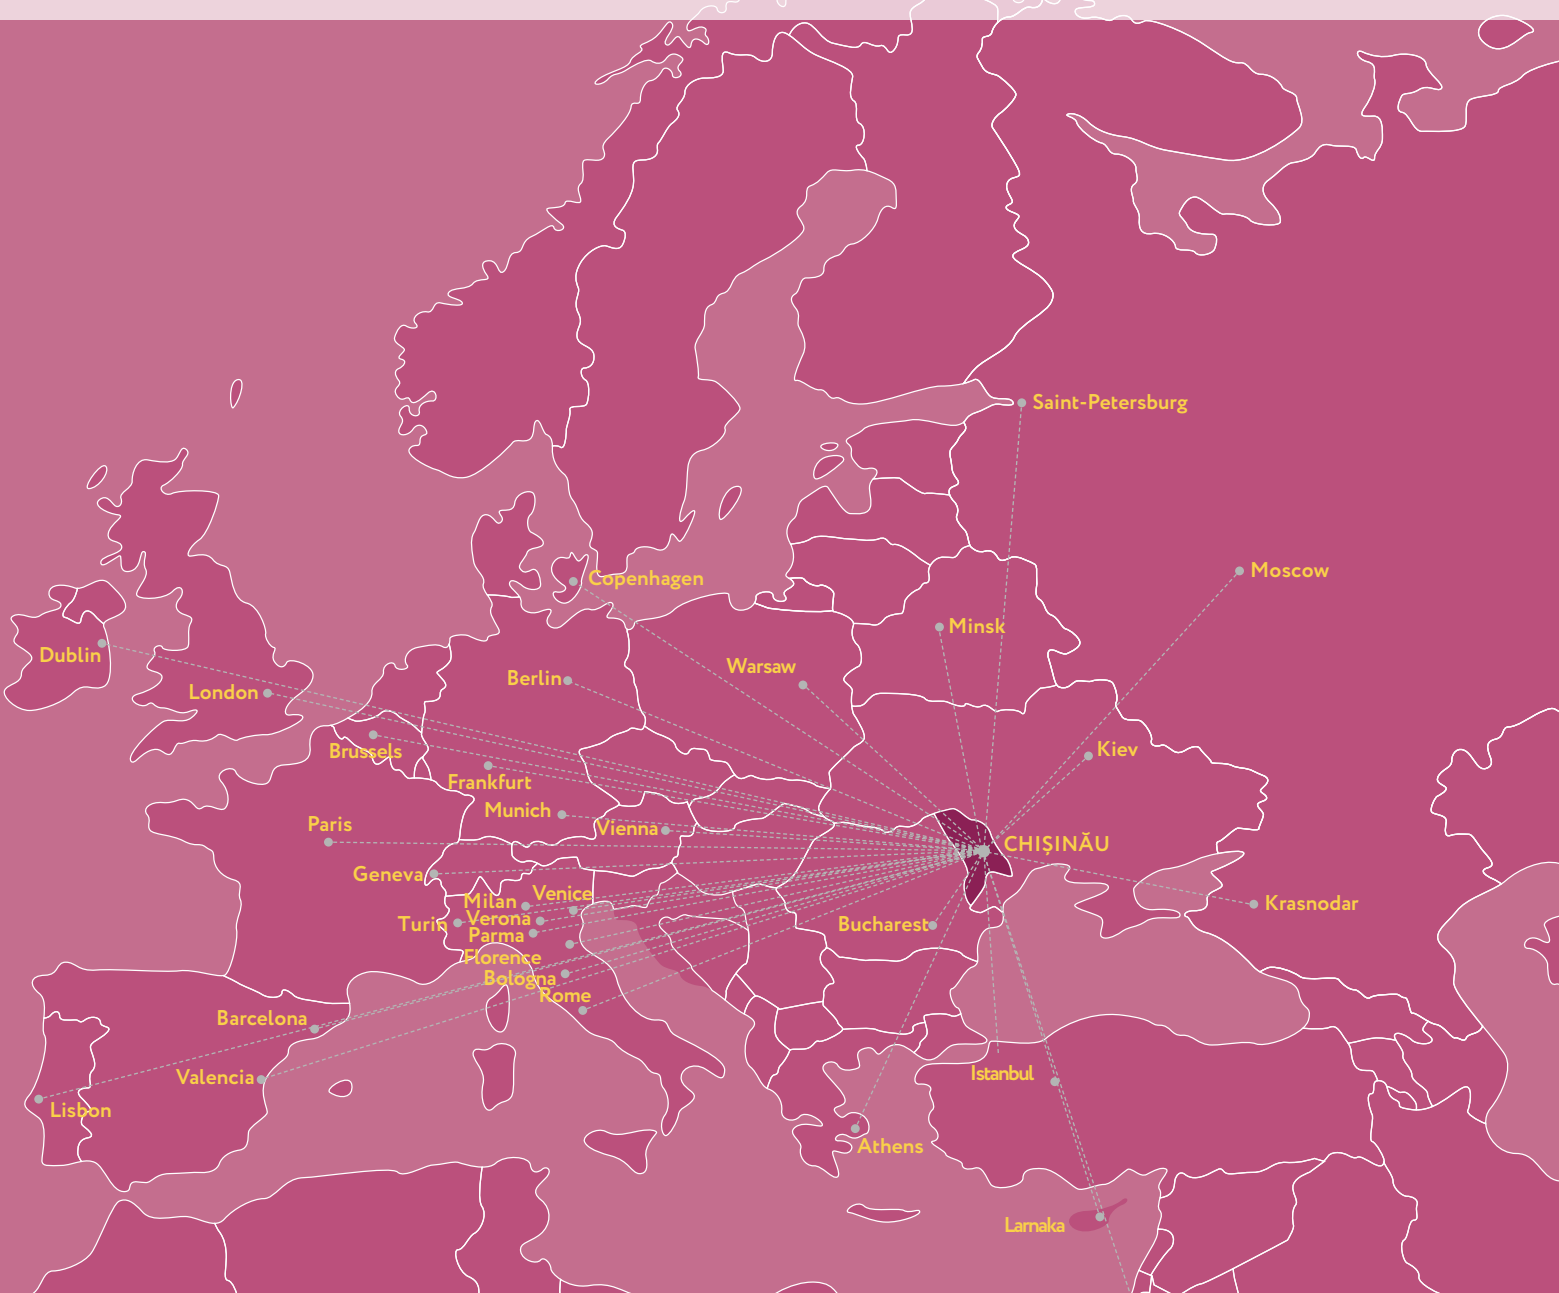 Saint-Petersburg
Moscow
Copenhagen
Minsk
Dublin
Warsaw
Berlin
London
Brussels
Kiev
Frankfurt
Munich
Paris
Vienna
CHIȘINĂU
Geneva
Venice
Milan
Krasnodar
Verona
Turin
Bucharest
Parma
Florence
Bologna
Rome
Barcelona
Istanbul
Valencia
Lisbon
Athens
Larnaka